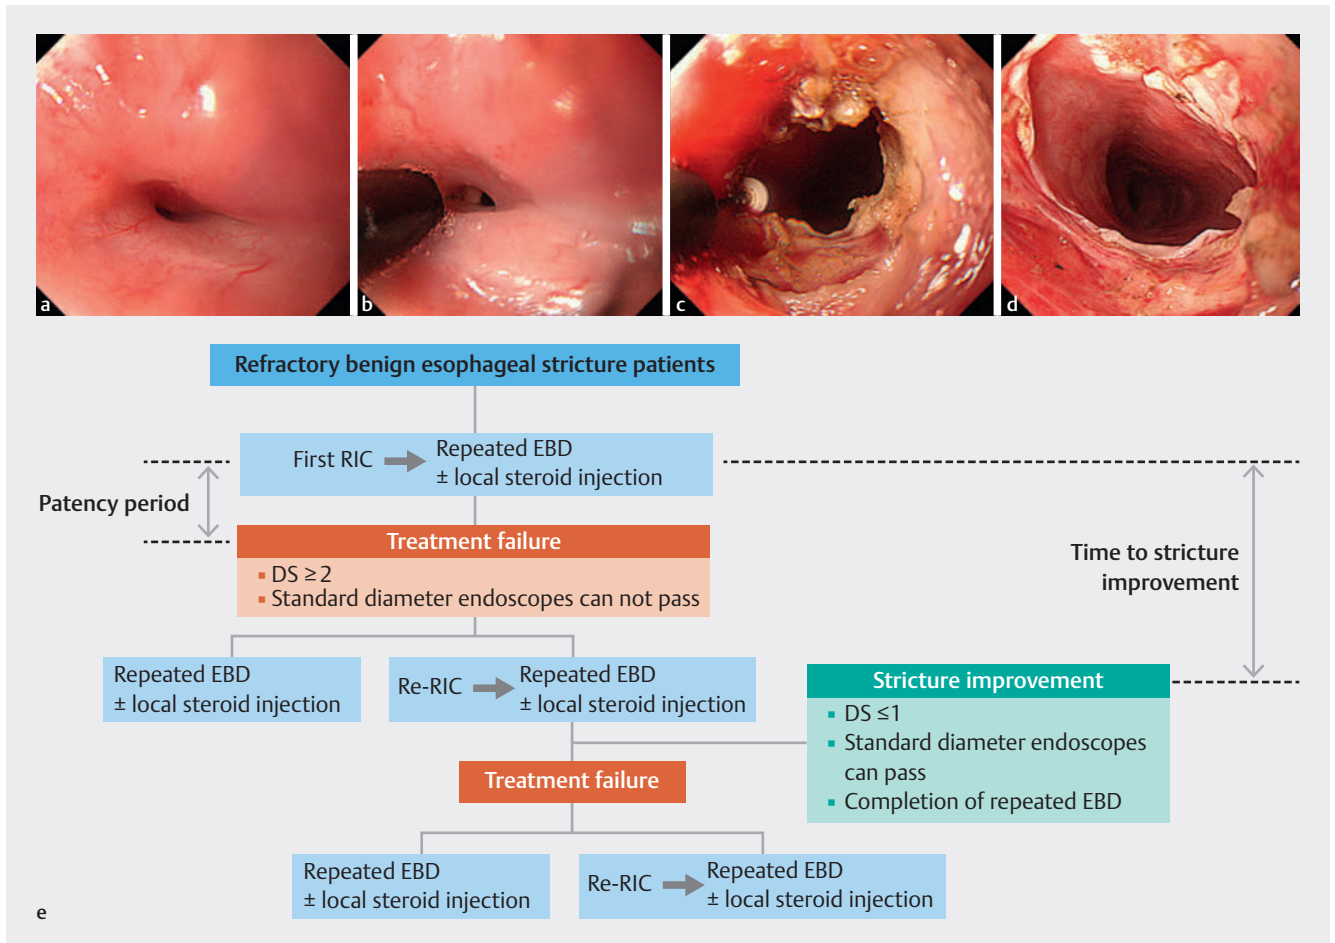 a
b
c
d
Refractory benign esophageal stricture patients
First RIC
Repeated EBD
± local steroid injection
Patency period
Treatment failure
▪ DS ≥ 2
▪ Standard diameter endoscopes can not pass
Time to stricture
improvement
Repeated EBD
± local steroid injection
Re-RIC
Repeated EBD
± local steroid injection
Stricture improvement
▪ DS ≤1
▪ Standard diameter endoscopes
can pass
▪ Completion of repeated EBD
Treatment failure
Repeated EBD
± local steroid injection
Re-RIC
Repeated EBD
± local steroid injection
e